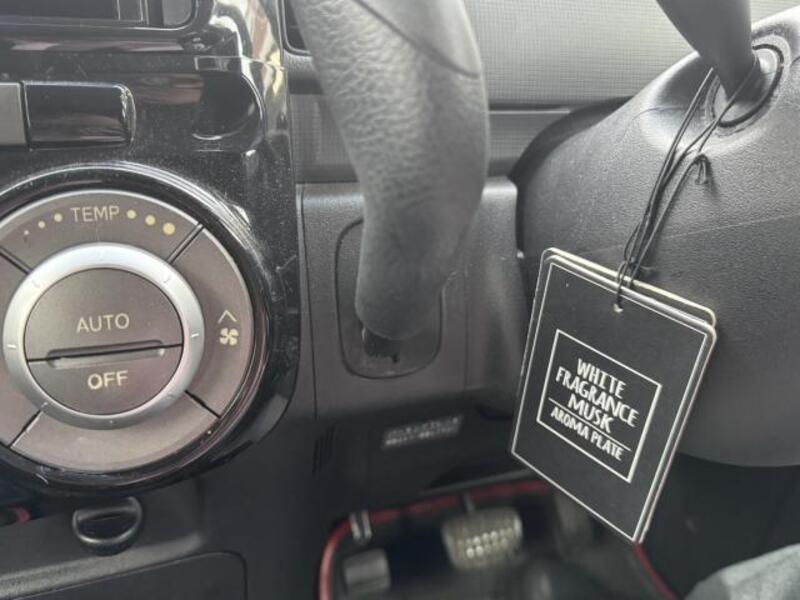 TEMP
AUTO
OFF
WHITE
FRAGRANCE
MUSK
AROMA PLATE